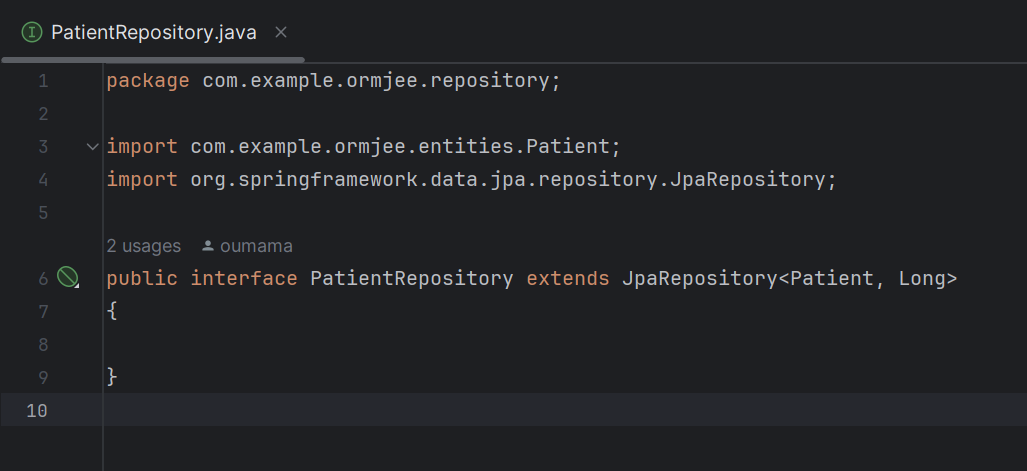 PatientRepository.java
1 package com.example.ormjee.repository;
2
3 import com.example.ormjee.entities.Patient;
4 import org.springframework.data.jpa.repository.JpaRepository;
5
2 usages oumama
6 public interface PatientRepository extends JpaRepository<Patient, Long>
7 {
8
9 }
10